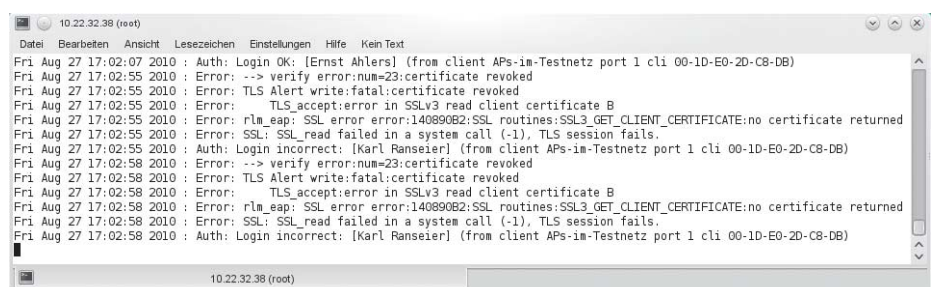 10.22.32.38 (root)
Datei Bearbeiten Ansicht Lesezeichen Einstellungen Hilfe Kein Text
Fri Aug 27 17:02:07 2010 : Auth: Login OK: [Ernst Ahlers] (from client APs-im-Testnetz port 1 cli 00-1D-E0-2D-C8-DB)
Fri Aug 27 17:02:55 2010 : Error: --> verify error:num=23:certificate revoked
Fri Aug 27 17:02:55 2010 : Error: TLS Alert write:fatal:certificate revoked
Fri Aug 27 17:02:55 2010 : Error:     TLS_accept:error in SSLv3 read client certificate B
Fri Aug 27 17:02:55 2010 : Error: rlm_eap: SSL error error:140890B2:SSL routines:SSL3_GET_CLIENT_CERTIFICATE:no certificate returned
Fri Aug 27 17:02:55 2010 : Error: SSL: SSL_read failed in a system call (-1), TLS session fails.
Fri Aug 27 17:02:55 2010 : Auth: Login incorrect: [Karl Ranseier] (from client APs-im-Testnetz port 1 cli 00-1D-E0-2D-C8-DB)
Fri Aug 27 17:02:58 2010 : Error: --> verify error:num=23:certificate revoked
Fri Aug 27 17:02:58 2010 : Error: TLS Alert write:fatal:certificate revoked
Fri Aug 27 17:02:58 2010 : Error:     TLS_accept:error in SSLv3 read client certificate B
Fri Aug 27 17:02:58 2010 : Error: rlm_eap: SSL error error:140890B2:SSL routines:SSL3_GET_CLIENT_CERTIFICATE:no certificate returned
Fri Aug 27 17:02:58 2010 : Error: SSL: SSL_read failed in a system call (-1), TLS session fails.
Fri Aug 27 17:02:58 2010 : Auth: Login incorrect: [Karl Ranseier] (from client APs-im-Testnetz port 1 cli 00-1D-E0-2D-C8-DB)
10.22.32.38 (root)